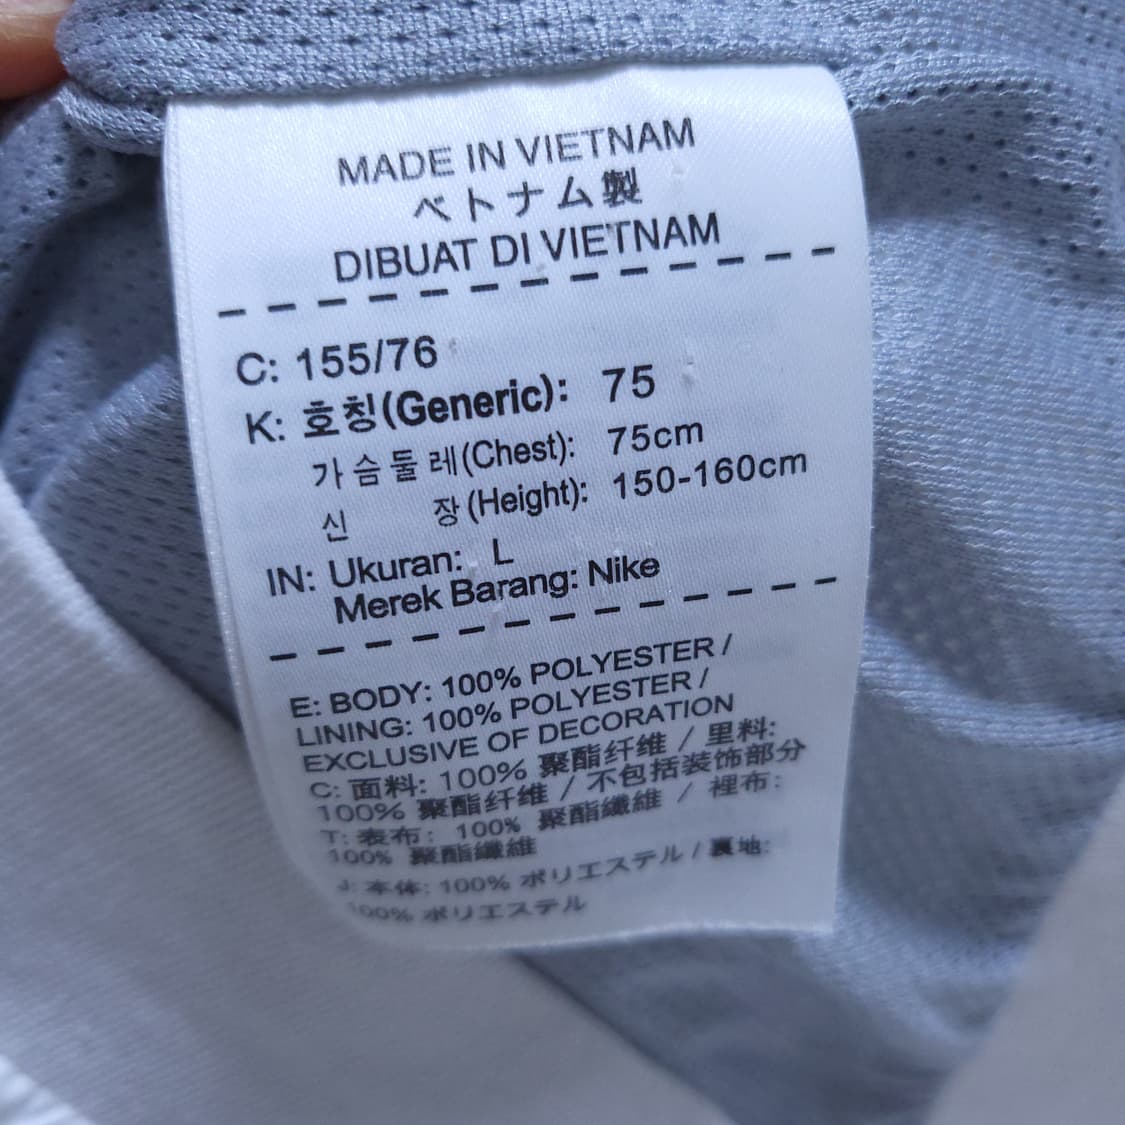 MADE IN VIETNAM
ベトナム製
DIBUAT DI VIETNAM
C: 155/76
K: 호칭(Generic): 75
가슴둘레(Chest): 75cm
신 장(Height): 150-160cm
IN: Ukuran: L
Merek Barang: Nike
E: BODY: 100% POLYESTER /
LINING: 100% POLYESTER /
EXCLUSIVE OF DECORATION
C: 面料: 100% 聚酯纤维 / 里料:
100% 聚酯纤维 / 不包括装饰部分
T: 表布: 100% 聚酯纖維 / 裡布:
100% 聚酯纖維
J: 本体: 100% ポリエステル / 裏地:
100% ポリエステル